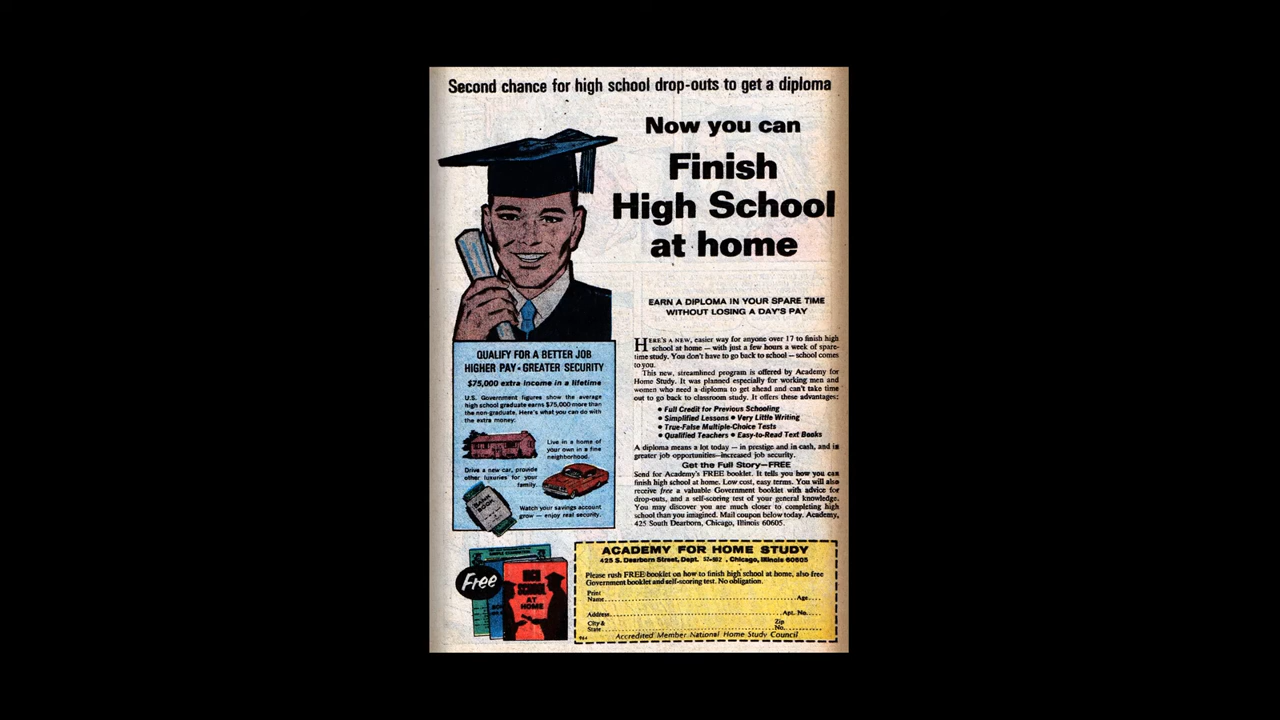 Second chance for high school drop-outs to get a diploma
Now you can
Finish
High School
at home
EARN A DIPLOMA IN YOUR SPARE TIME
WITHOUT LOSING A DAY'S PAY
HERE'S A NEW, easier way for anyone over 17 to finish high
school at home — with just a few hours a week of spare-
time study. You don't have to go back to school — school comes
to you.
This new, streamlined program is offered by Academy for
Home Study. It was planned especially for working men and
women who need a diploma to get ahead and can't take time
out to go back to classroom study. It offers these advantages:
• Full Credit for Previous Schooling
• Simplified Lessons • Very Little Writing
• True-False Multiple-Choice Tests
• Qualified Teachers • Easy-to-Read Text Books
A diploma means a lot today — in prestige and in cash, and in
greater job opportunities—increased job security.
Get the Full Story—FREE
Send for Academy's FREE booklet. It tells you how you can
finish high school at home. Low cost, easy terms. You will also
receive free a valuable Government booklet with advice for
drop-outs, and a self-scoring test of your general knowledge.
You may discover you are much closer to completing high
school than you imagined. Mail coupon below today. Academy,
425 South Dearborn, Chicago, Illinois 60605.
QUALIFY FOR A BETTER JOB
HIGHER PAY • GREATER SECURITY
$75,000 extra income in a lifetime
U.S. Government figures show the average
high school graduate earns $75,000 more than
the non-graduate. Here's what you can do with
the extra money.
Live in a home of
your own in a fine
neighborhood.
Drive a new car, provide
other luxuries for your
family.
BANK
BOOK
Watch your savings account
grow — enjoy real security.
Free
HIGH
SCHOOL
AT
HOME
ACADEMY FOR HOME STUDY
425 S. Dearborn Street, Dept. , Chicago, Illinois 60605
Please rush FREE booklet on how to finish high school at home, also free
Government booklet and self-scoring test. No obligation.
Print
Name Age
Address Apt. No.
City & Zip
State No.
Accredited Member National Home Study Council